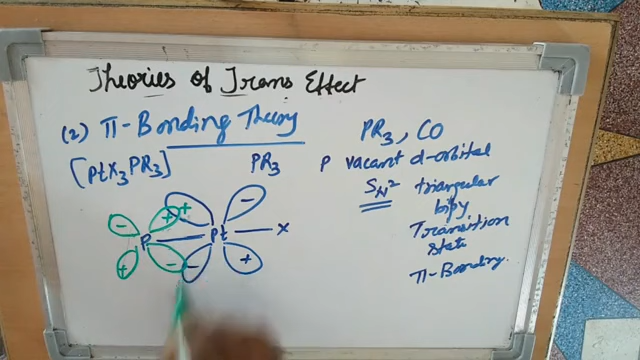 Theories of Trans Effect
(2) π-Bonding Theory
[PtX₃PR₃] PR₃
- + + -
P Pt X
+ - - +
PR₃, CO
P vacant d-orbital
SN² triangular
bipy
Transition
state
π-Bonding.